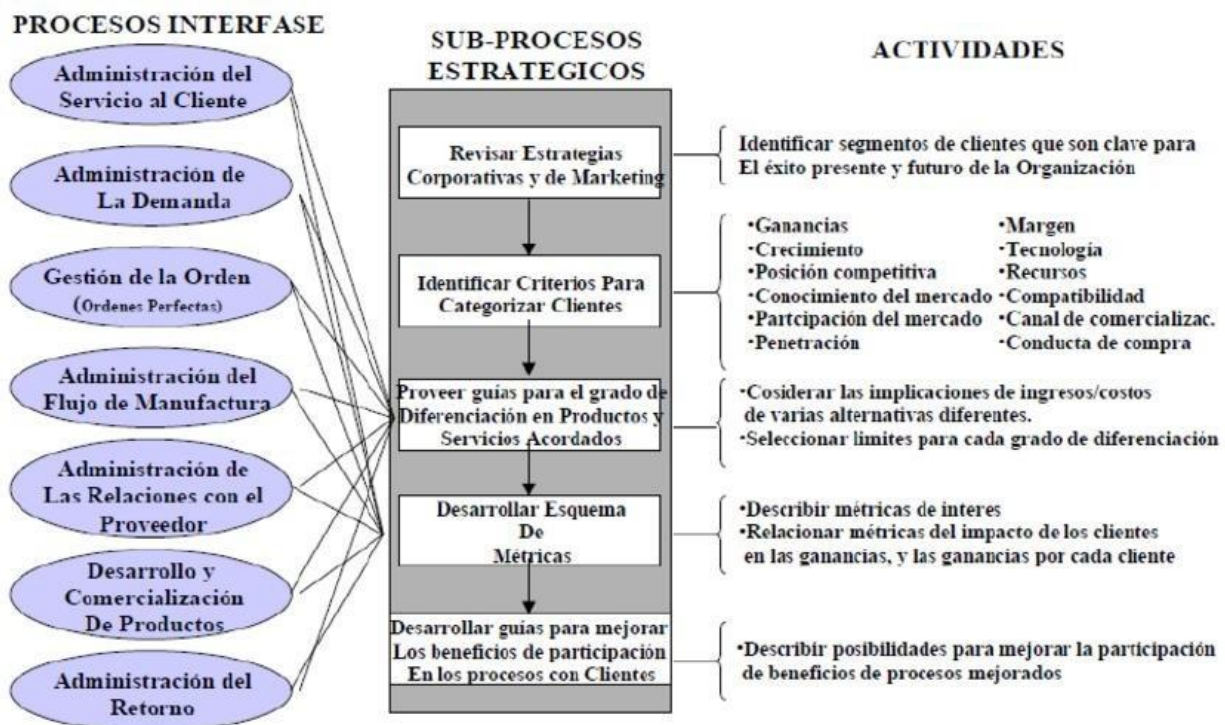 PROCESOS INTERFASE
Administración del
Servicio al Cliente
Administración de
La Demanda
Gestión de la Orden
(Ordenes Perfectas)
Administración del
Flujo de Manufactura
Administración de
Las Relaciones con el
Proveedor
Desarrollo y
Comercialización
De Productos
Administración del
Retorno
SUB-PROCESOS
ESTRATEGICOS
Revisar Estrategias
Corporativas y de Marketing
Identificar Criterios Para
Categorizar Clientes
Proveer guías para el grado de
Diferenciación en Productos y
Servicios Acordados
Desarrollar Esquema
De
Métricas
Desarrollar guías para mejorar
Los beneficios de participación
En los procesos con Clientes
ACTIVIDADES
Identificar segmentos de clientes que son clave para
El éxito presente y futuro de la Organización
•Ganancias
•Crecimiento
•Posición competitiva
•Conocimiento del mercado
•Partcipación del mercado
•Penetración
•Margen
•Tecnología
•Recursos
•Compatibilidad
•Canal de comercializac.
•Conducta de compra
•Cosiderar las implicaciones de ingresos/costos
de varias alternativas diferentes.
•Seleccionar limites para cada grado de diferenciación
•Describir métricas de interes
•Relacionar métricas del impacto de los clientes
en las ganancias, y las ganancias por cada cliente
•Describir posibilidades para mejorar la participación
de beneficios de procesos mejorados